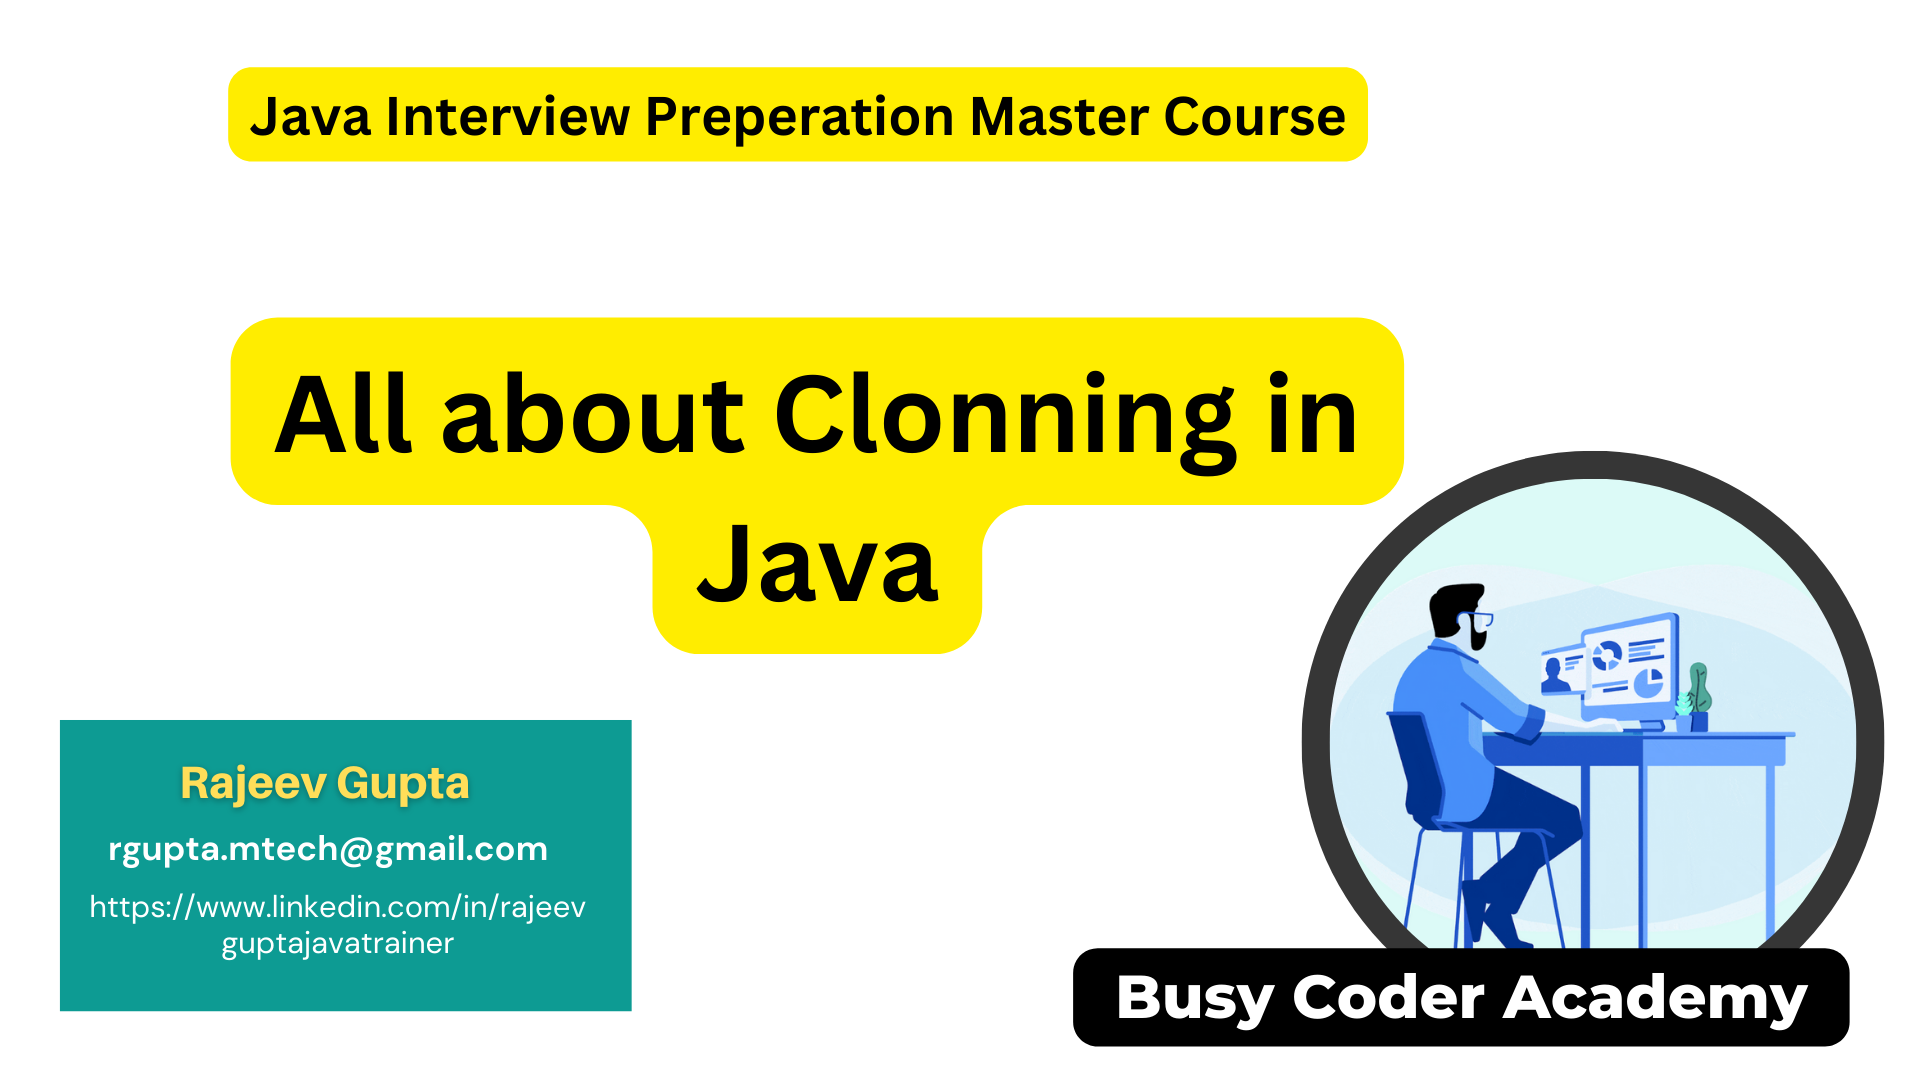 Java Interview Preperation Master Course
All about Clonning in
Java
Rajeev Gupta
rgupta.mtech@gmail.com
https://www.linkedin.com/in/rajeev
guptajavatrainer
Busy Coder Academy